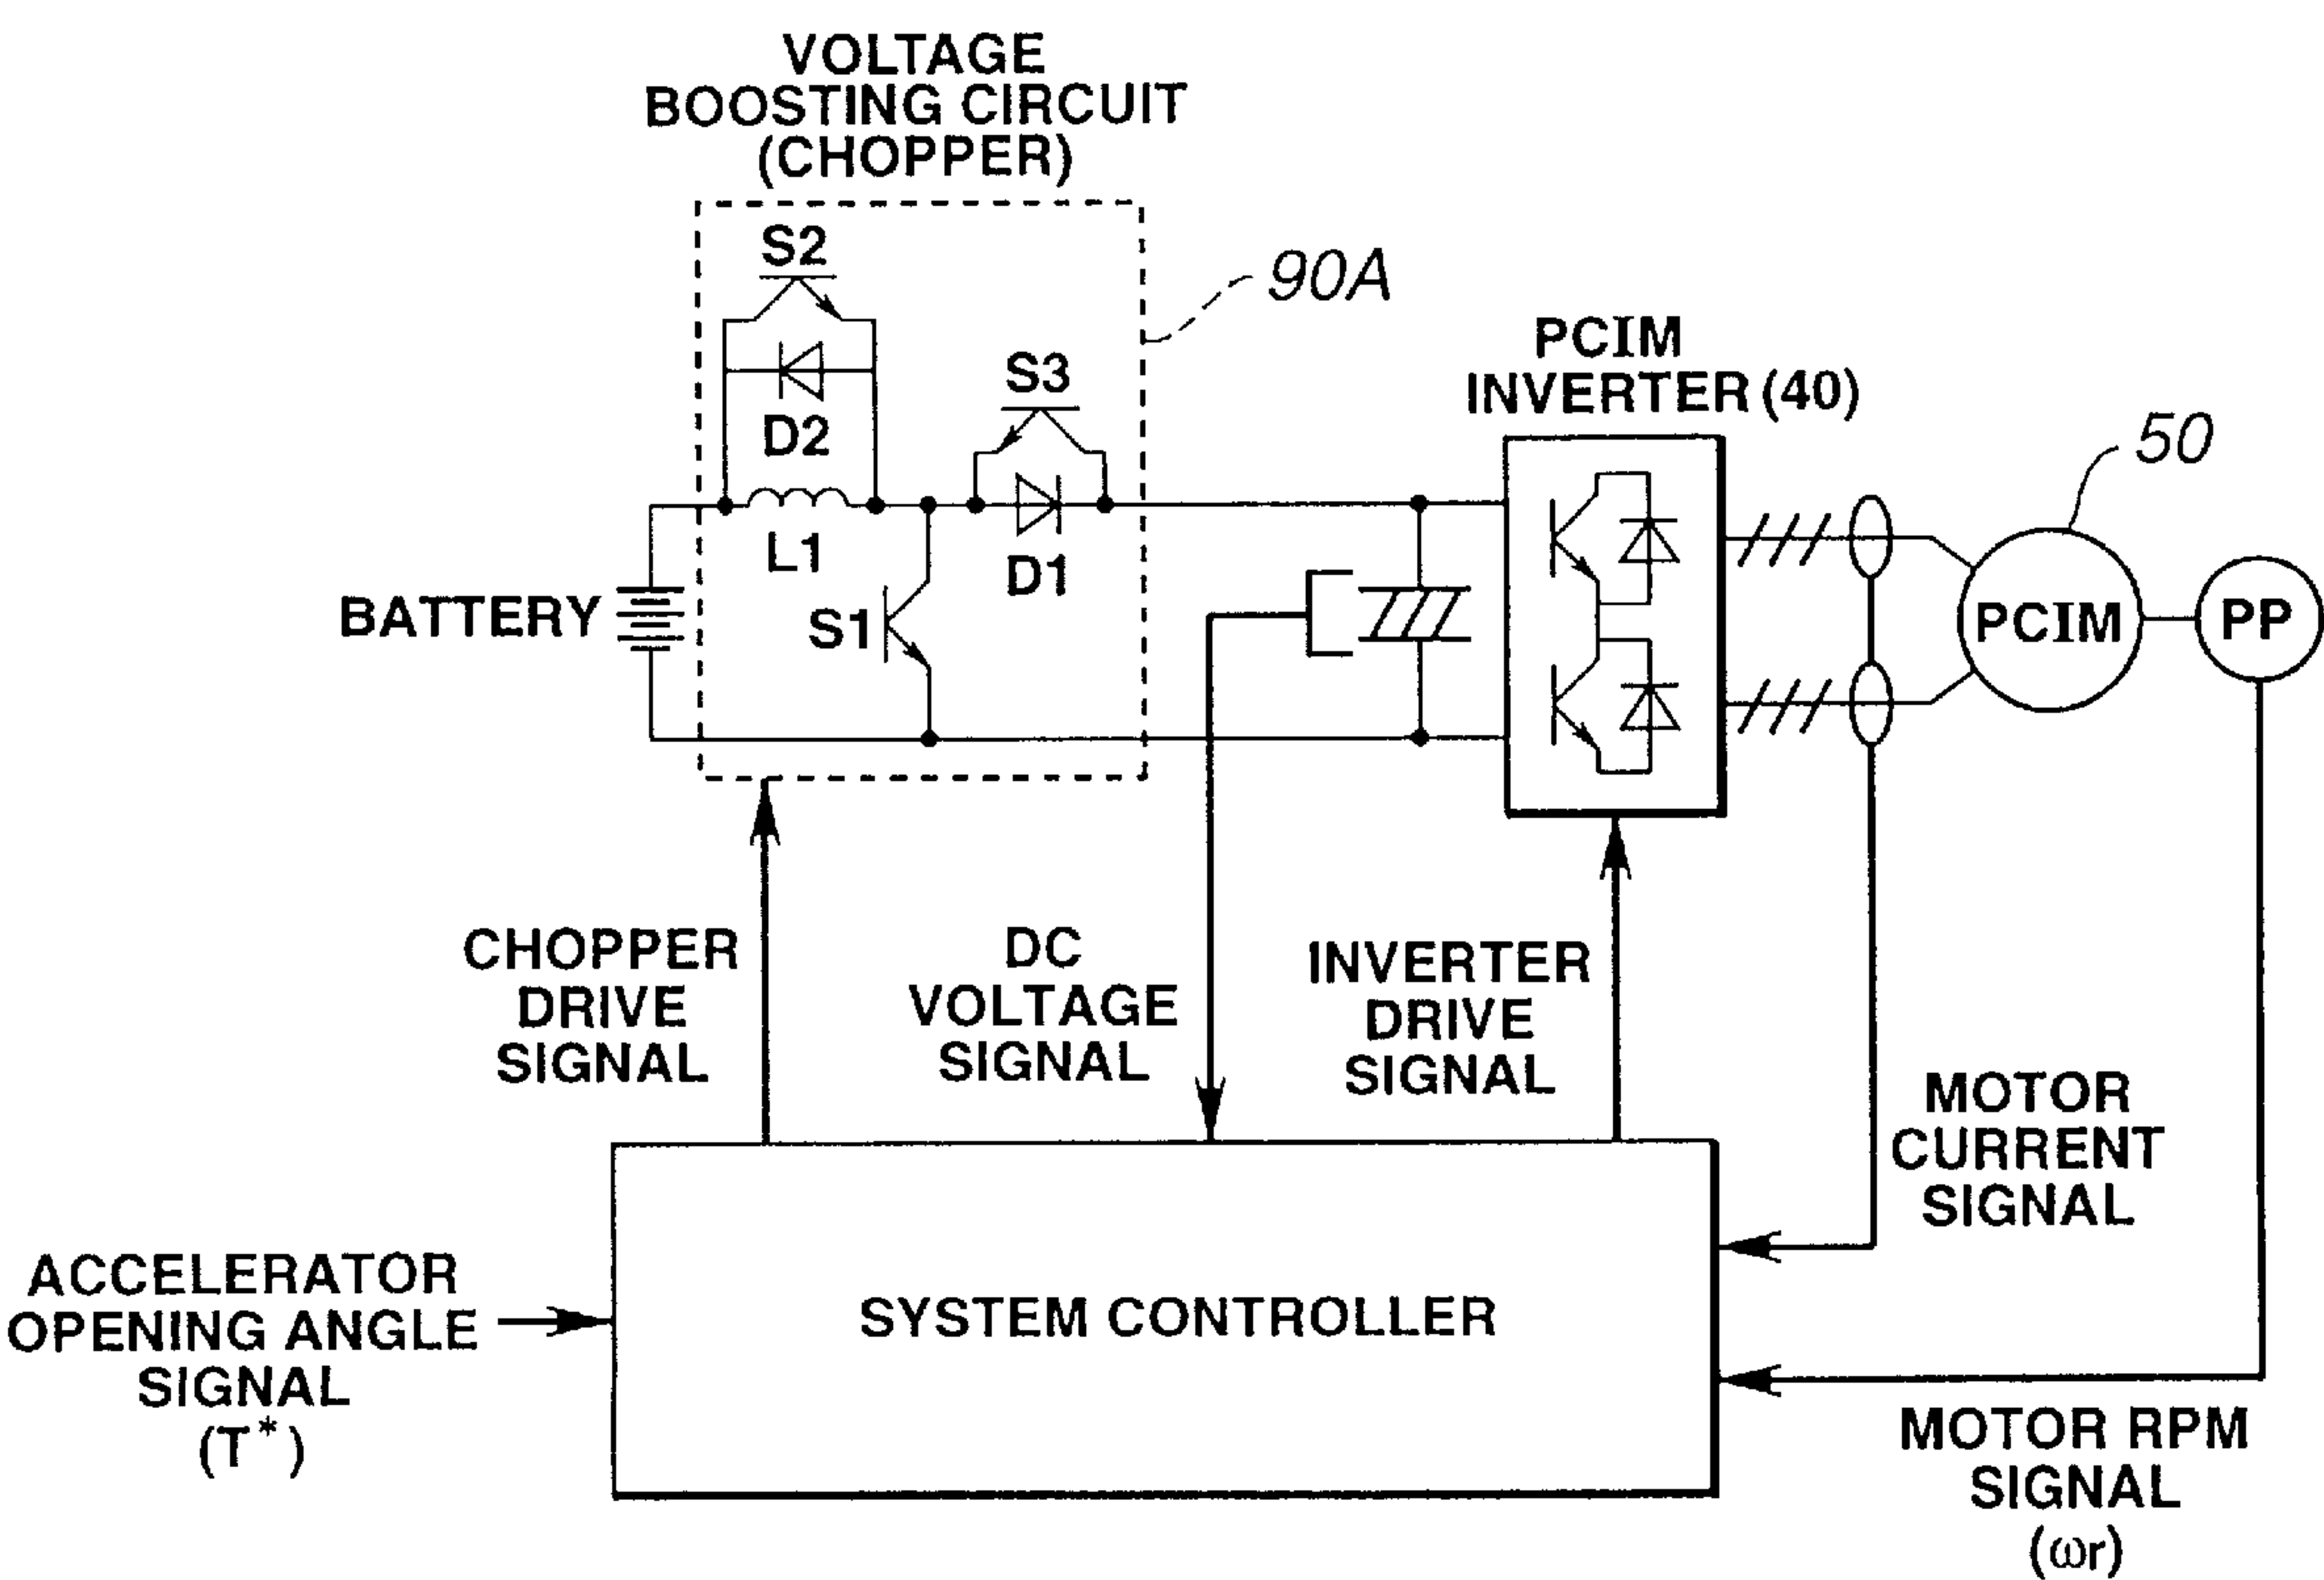 VOLTAGE
BOOSTING CIRCUIT
(CHOPPER)
S2
90A
D2
S3
L1
D1
S1
BATTERY
PCIM
INVERTER (40)
50
PCIM
PP
CHOPPER
DRIVE
SIGNAL
DC
VOLTAGE
SIGNAL
INVERTER
DRIVE
SIGNAL
MOTOR
CURRENT
SIGNAL
ACCELERATOR
OPENING ANGLE
SIGNAL
(T*)
SYSTEM CONTROLLER
MOTOR RPM
SIGNAL
(ωr)